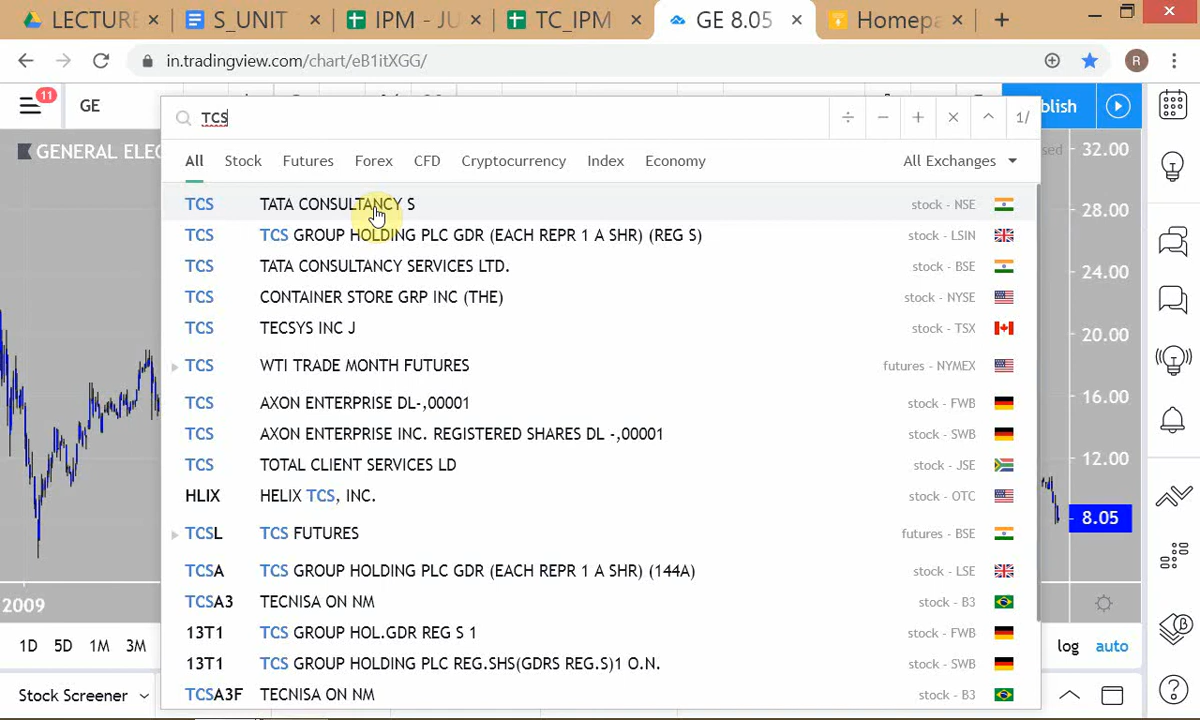 LECTURE
S_UNIT
IPM - JU
TC_IPM
GE 8.05
Homepa
in.tradingview.com/chart/eB1itXGG/
R
11
GE
TCS
1/
blish
All Stock Futures Forex CFD Cryptocurrency Index Economy All Exchanges
GENERAL ELEC
sed
TCS TATA CONSULTANCY S stock - NSE
TCS TCS GROUP HOLDING PLC GDR (EACH REPR 1 A SHR) (REG S) stock - LSIN
TCS TATA CONSULTANCY SERVICES LTD. stock - BSE
TCS CONTAINER STORE GRP INC (THE) stock - NYSE
TCS TECSYS INC J stock - TSX
TCS WTI TRADE MONTH FUTURES futures - NYMEX
TCS AXON ENTERPRISE DL-,00001 stock - FWB
TCS AXON ENTERPRISE INC. REGISTERED SHARES DL -,00001 stock - SWB
TCS TOTAL CLIENT SERVICES LD stock - JSE
HLIX HELIX TCS, INC. stock - OTC
TCSL TCS FUTURES futures - BSE
TCSA TCS GROUP HOLDING PLC GDR (EACH REPR 1 A SHR) (144A) stock - LSE
TCSA3 TECNISA ON NM stock - B3
13T1 TCS GROUP HOL.GDR REG S 1 stock - FWB
13T1 TCS GROUP HOLDING PLC REG.SHS(GDRS REG.S)1 O.N. stock - SWB
TCSA3F TECNISA ON NM stock - B3
32.00
28.00
24.00
20.00
16.00
12.00
8.05
2009
1D 5D 1M 3M
log auto
Stock Screener